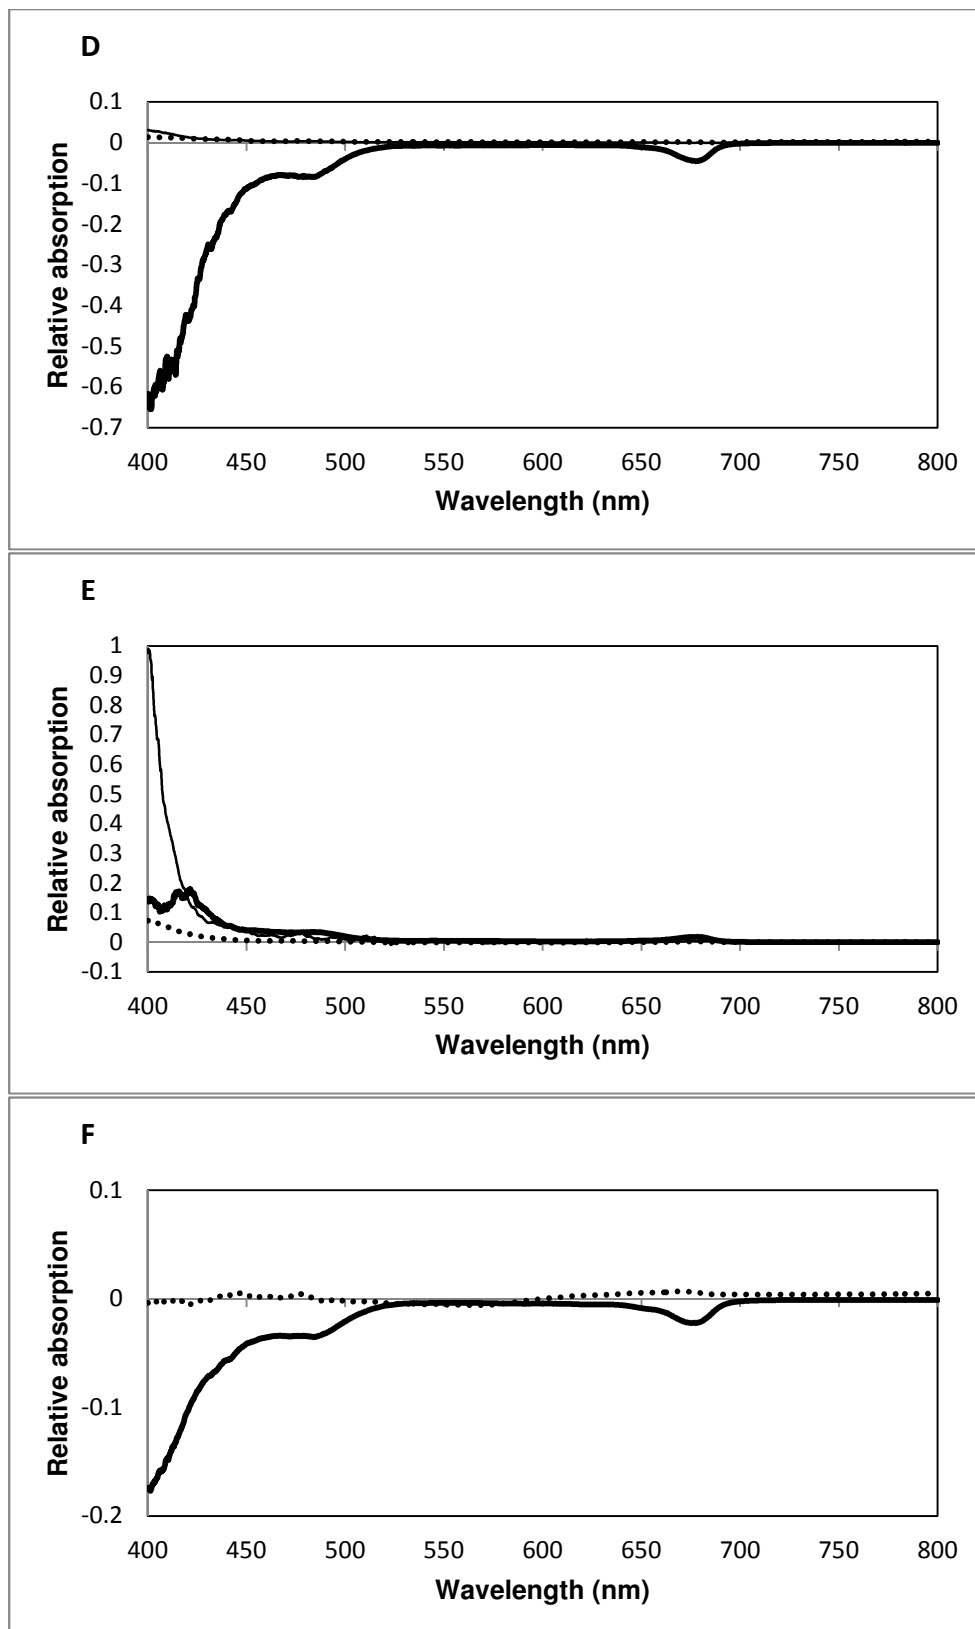 D
0.1
0
-0.1
-0.2
-0.3
-0.4
-0.5
-0.6
-0.7
Relative absorption
400 450 500 550 600 650 700 750 800
Wavelength (nm)
E
1
0.9
0.8
0.7
0.6
0.5
0.4
0.3
0.2
0.1
0
-0.1
Relative absorption
400 450 500 550 600 650 700 750 800
Wavelength (nm)
F
0.1
0
-0.1
-0.2
Relative absorption
400 450 500 550 600 650 700 750 800
Wavelength (nm)